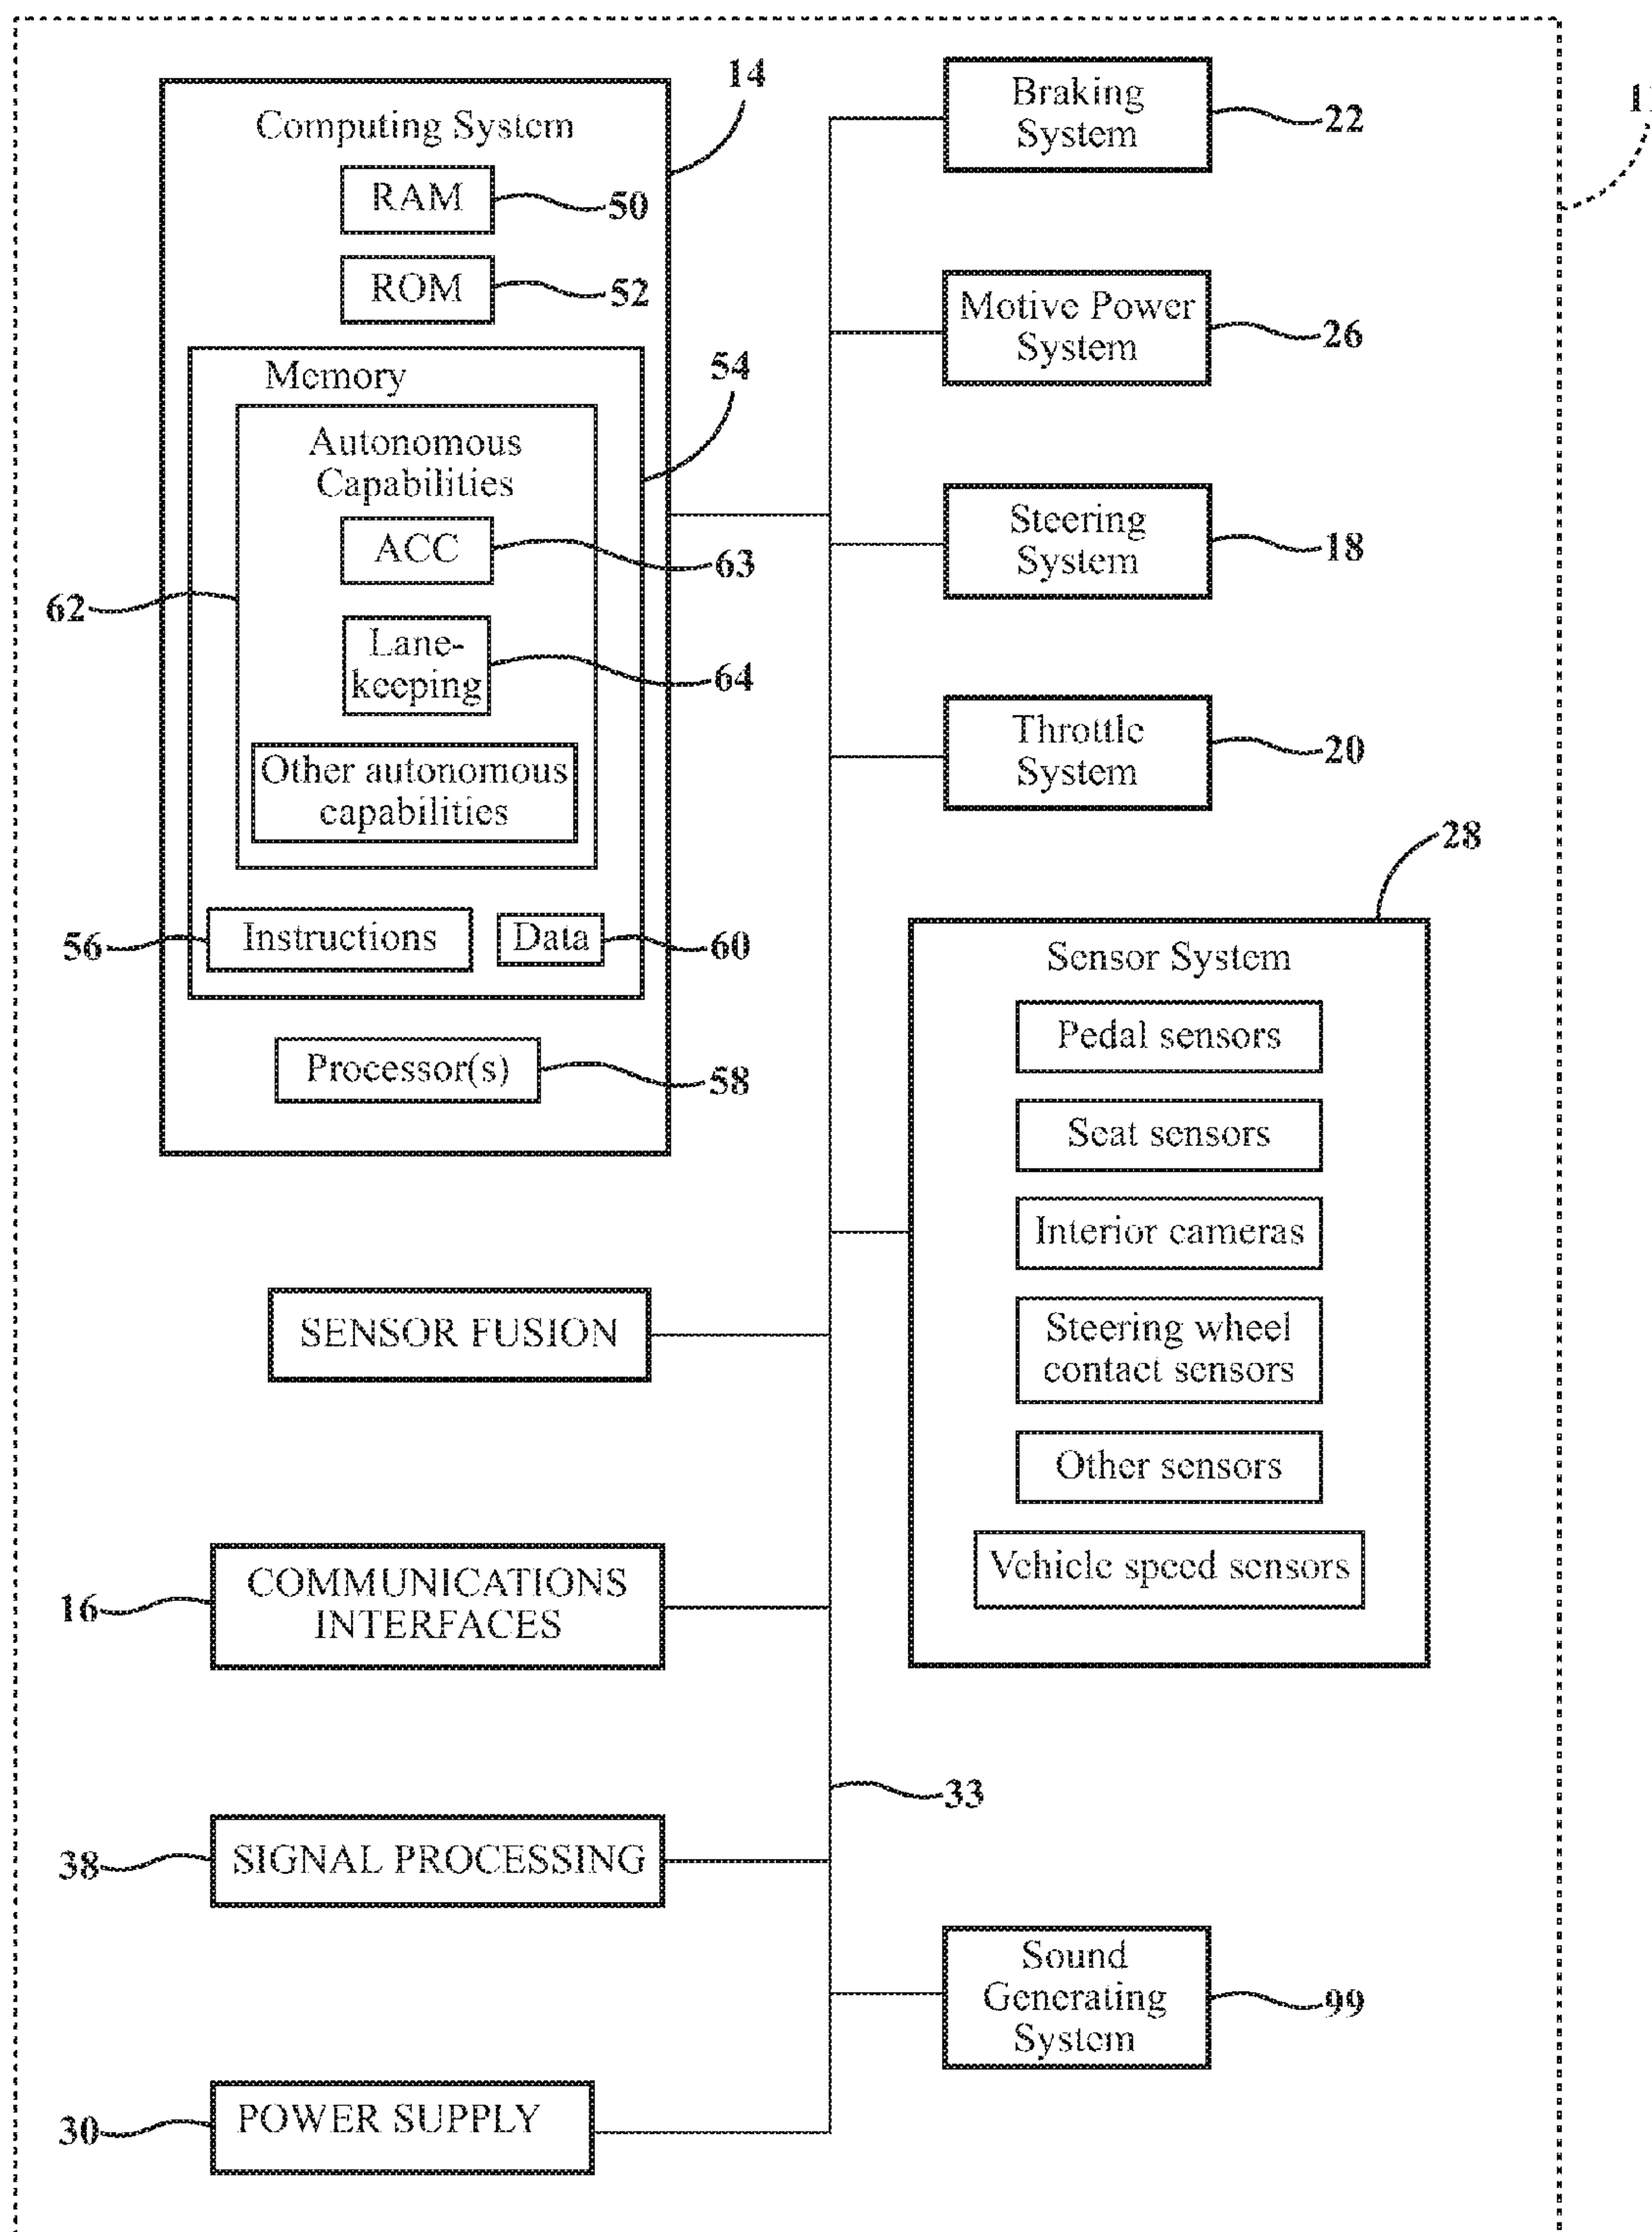 Computing System
14
RAM
50
ROM
52
Memory
54
Autonomous
Capabilities
ACC
63
62
Lane-
keeping
64
Other autonomous
capabilities
Instructions
56
Data
60
Processor(s)
58
SENSOR FUSION
COMMUNICATIONS
INTERFACES
16
SIGNAL PROCESSING
38
POWER SUPPLY
30
Braking
System
22
Motive Power
System
26
Steering
System
18
Throttle
System
20
28
Sensor System
Pedal sensors
Seat sensors
Interior cameras
Steering wheel
contact sensors
Other sensors
Vehicle speed sensors
33
Sound
Generating
System
99